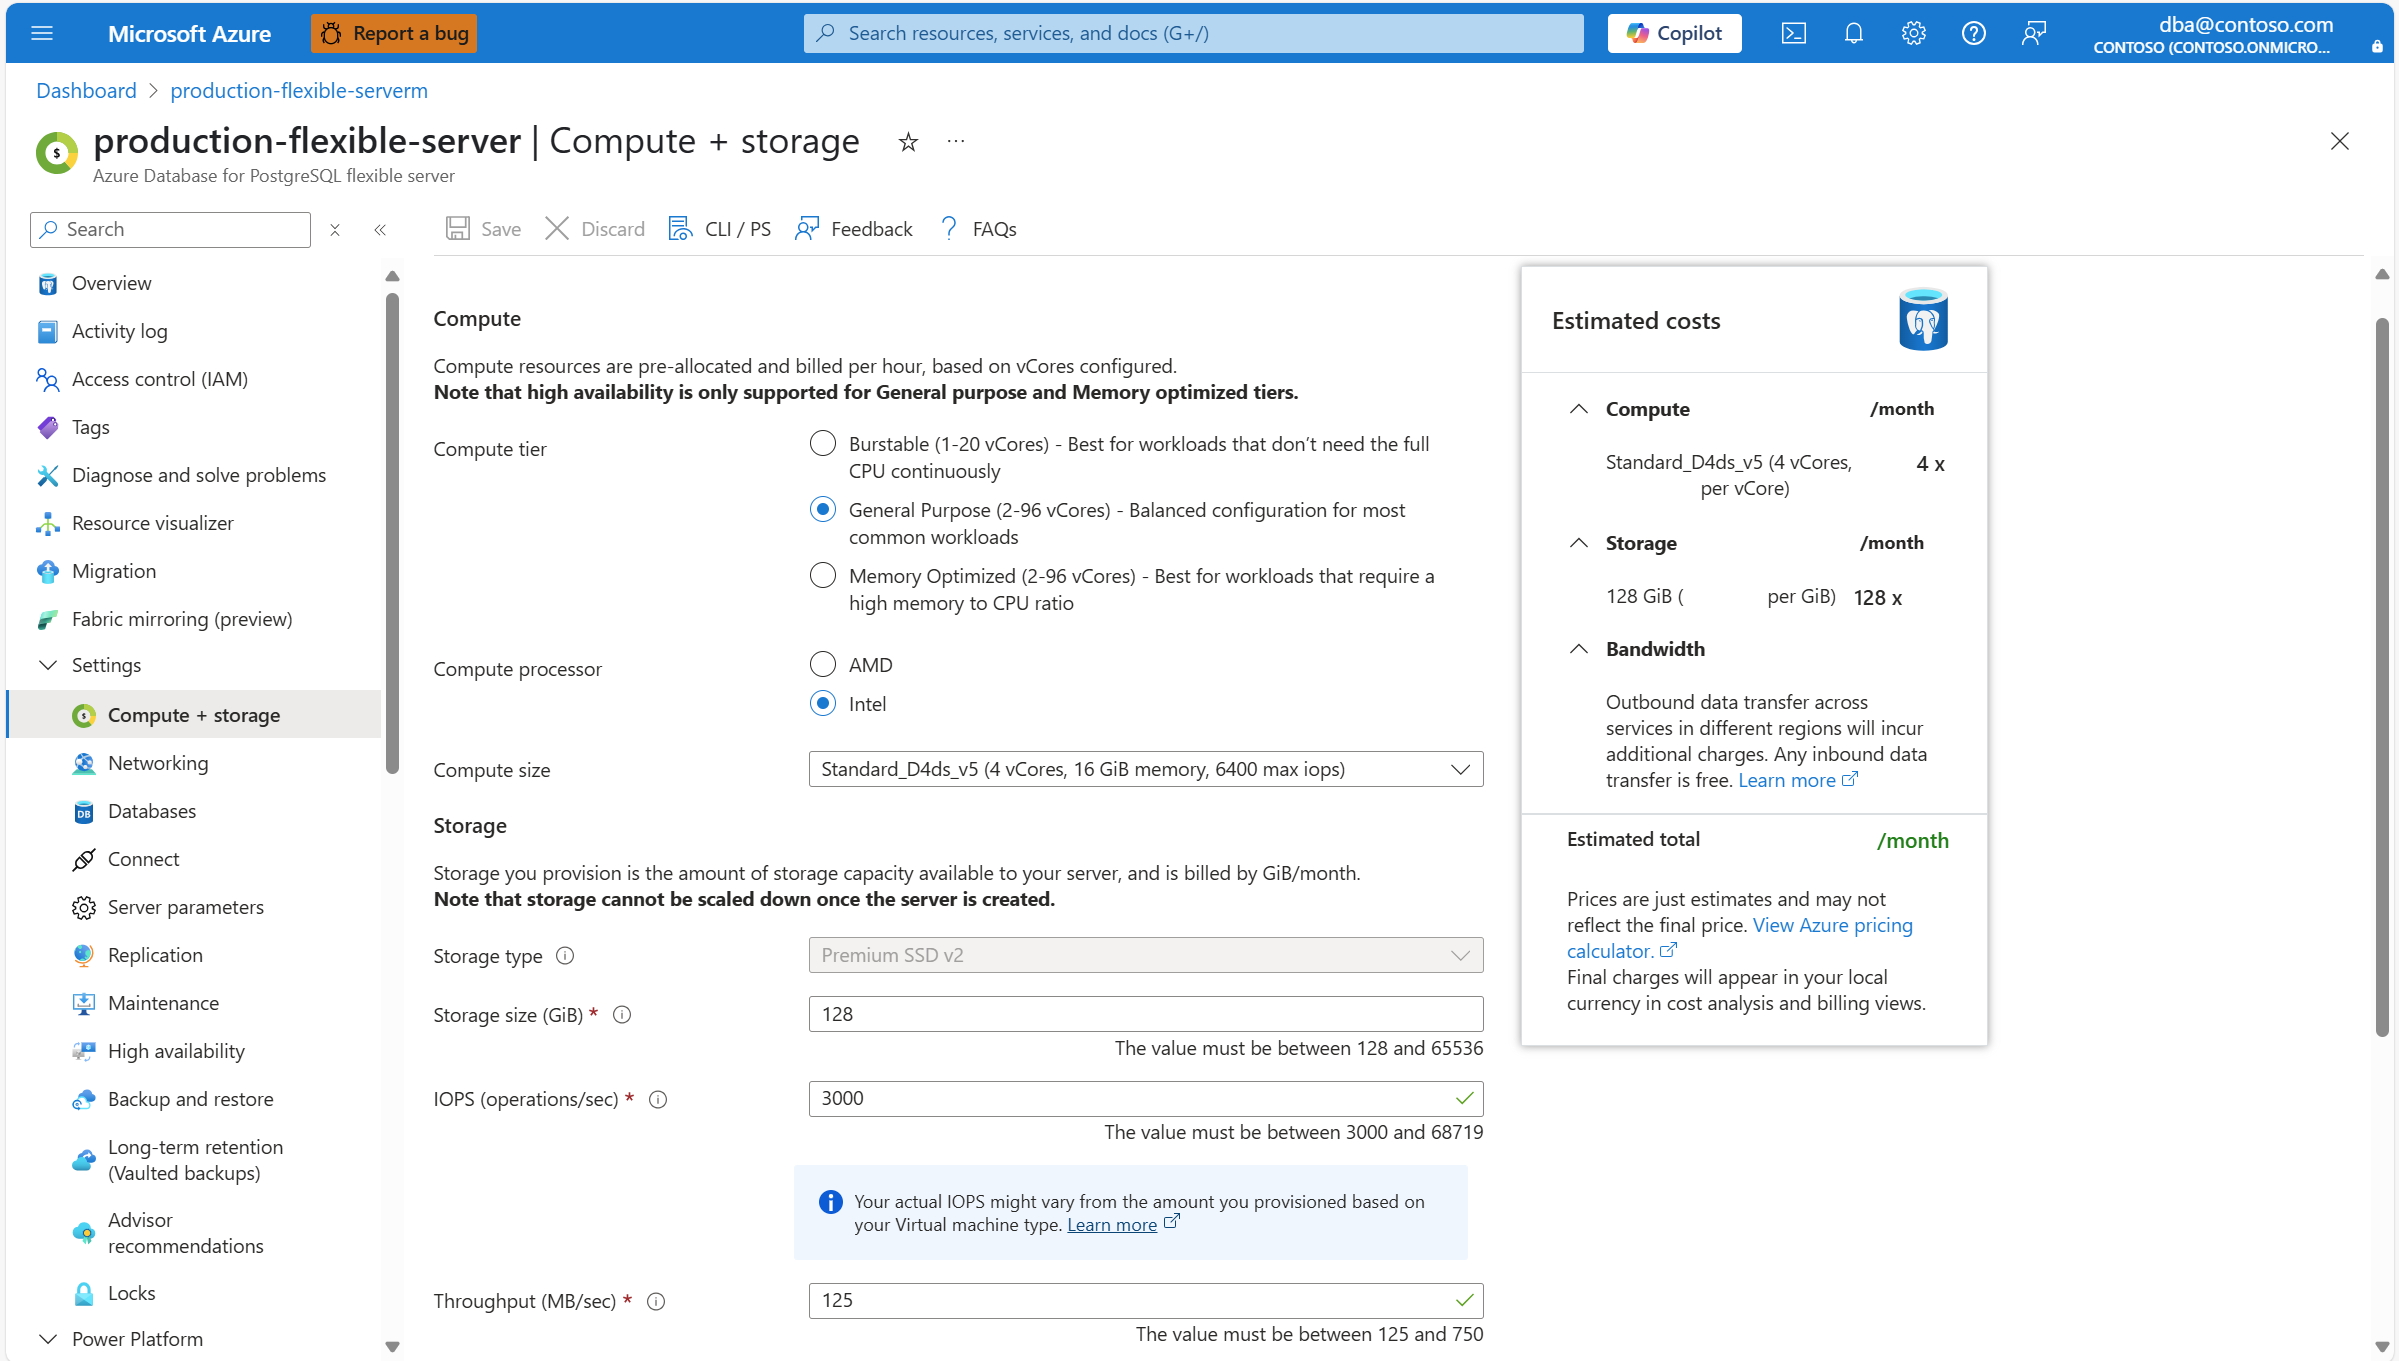 Microsoft Azure
Report a bug
Search resources, services, and docs (G+/)
Copilot
dba@contoso.com
CONTOSO (CONTOSO.ONMICRO...
Dashboard > production-flexible-serverm
production-flexible-server | Compute + storage
Azure Database for PostgreSQL flexible server
Search
Overview
Activity log
Access control (IAM)
Tags
Diagnose and solve problems
Resource visualizer
Migration
Fabric mirroring (preview)
Settings
Compute + storage
Networking
Databases
Connect
Server parameters
Replication
Maintenance
High availability
Backup and restore
Long-term retention
(Vaulted backups)
Advisor
recommendations
Locks
Power Platform
Save
Discard
CLI / PS
Feedback
FAQs
Compute
Compute resources are pre-allocated and billed per hour, based on vCores configured.
Note that high availability is only supported for General purpose and Memory optimized tiers.
Compute tier
Burstable (1-20 vCores) - Best for workloads that don't need the full
CPU continuously
General Purpose (2-96 vCores) - Balanced configuration for most
common workloads
Memory Optimized (2-96 vCores) - Best for workloads that require a
high memory to CPU ratio
Compute processor
AMD
Intel
Compute size
Standard_D4ds_v5 (4 vCores, 16 GiB memory, 6400 max iops)
Storage
Storage you provision is the amount of storage capacity available to your server, and is billed by GiB/month.
Note that storage cannot be scaled down once the server is created.
Storage type
Premium SSD v2
Storage size (GiB) *
128
The value must be between 128 and 65536
IOPS (operations/sec) *
3000
The value must be between 3000 and 68719
Your actual IOPS might vary from the amount you provisioned based on
your Virtual machine type. Learn more
Throughput (MB/sec) *
125
The value must be between 125 and 750
Estimated costs
Compute /month
Standard_D4ds_v5 (4 vCores, 4 x
per vCore)
Storage /month
128 GiB ( per GiB) 128 x
Bandwidth
Outbound data transfer across
services in different regions will incur
additional charges. Any inbound data
transfer is free. Learn more
Estimated total /month
Prices are just estimates and may not
reflect the final price. View Azure pricing
calculator.
Final charges will appear in your local
currency in cost analysis and billing views.